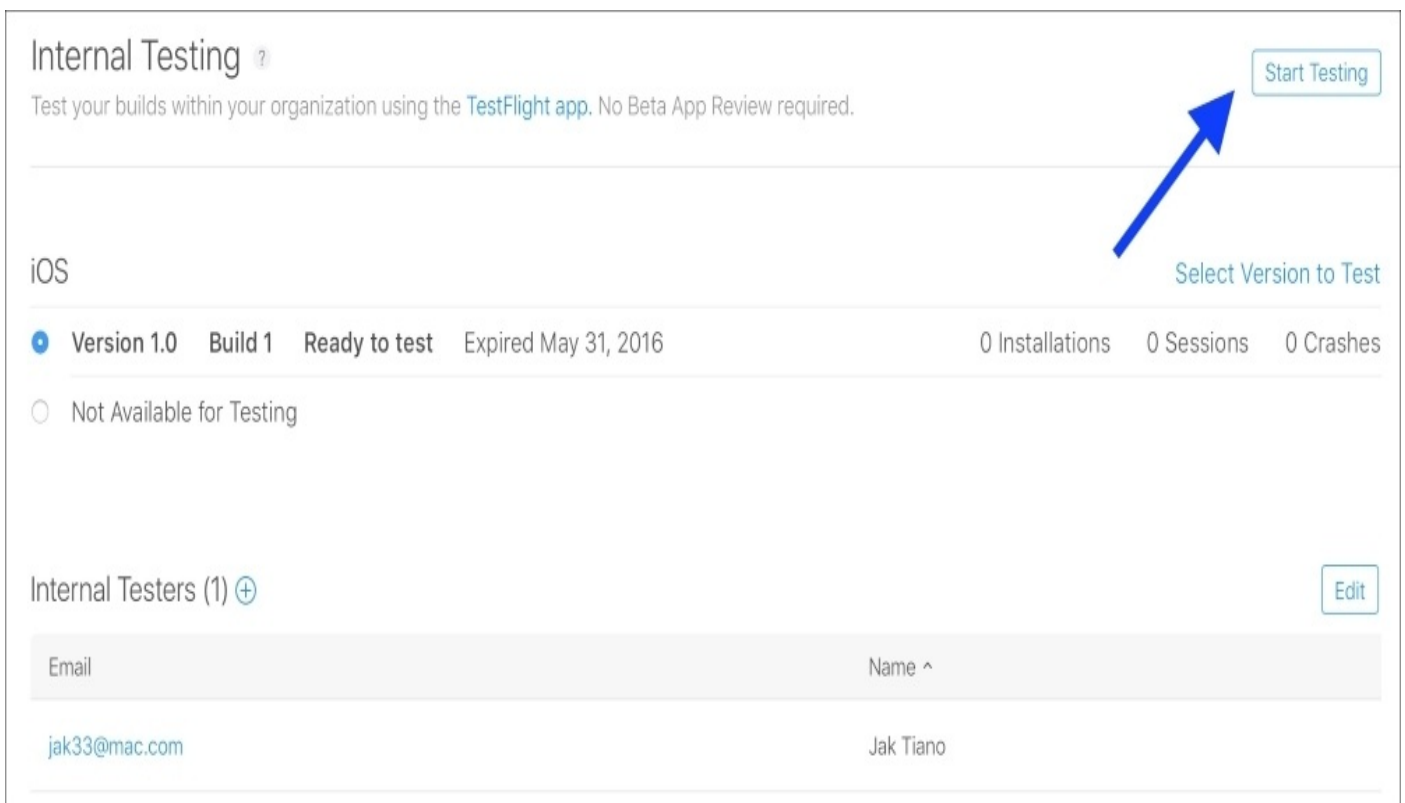 Internal Testing ?
Start Testing
Test your builds within your organization using the TestFlight app. No Beta App Review required.
iOS
Select Version to Test
Version 1.0 Build 1 Ready to test Expired May 31, 2016 0 Installations 0 Sessions 0 Crashes
Not Available for Testing
Internal Testers (1)
Edit
Email Name
jak33@mac.com Jak Tiano